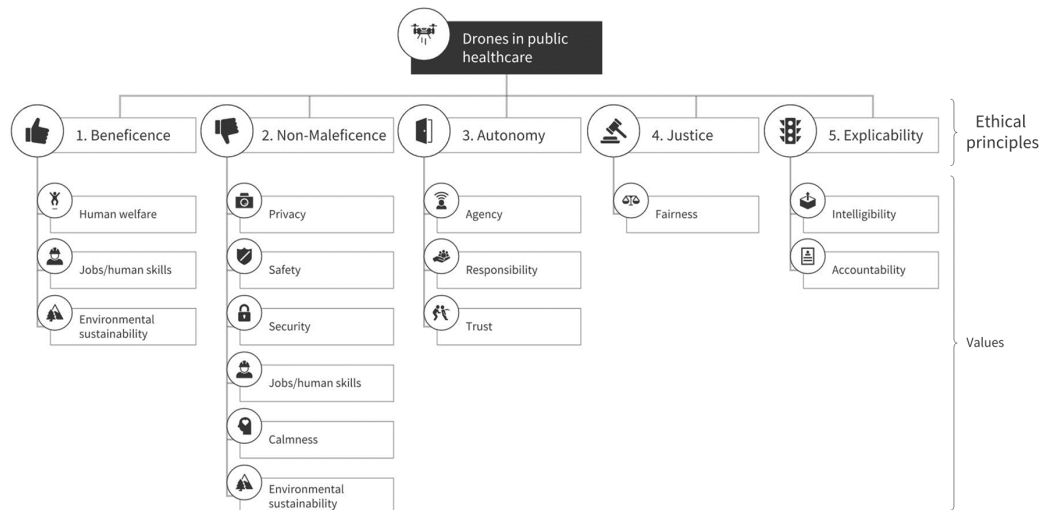 Drones in public
healthcare
1. Beneficence
2. Non-Maleficence
3. Autonomy
4. Justice
5. Explicability
Ethical
principles
Human welfare
Jobs/human skills
Environmental
sustainability
Privacy
Safety
Security
Jobs/human skills
Calmness
Environmental
sustainability
Agency
Responsibility
Trust
Fairness
Intelligibility
Accountability
Values